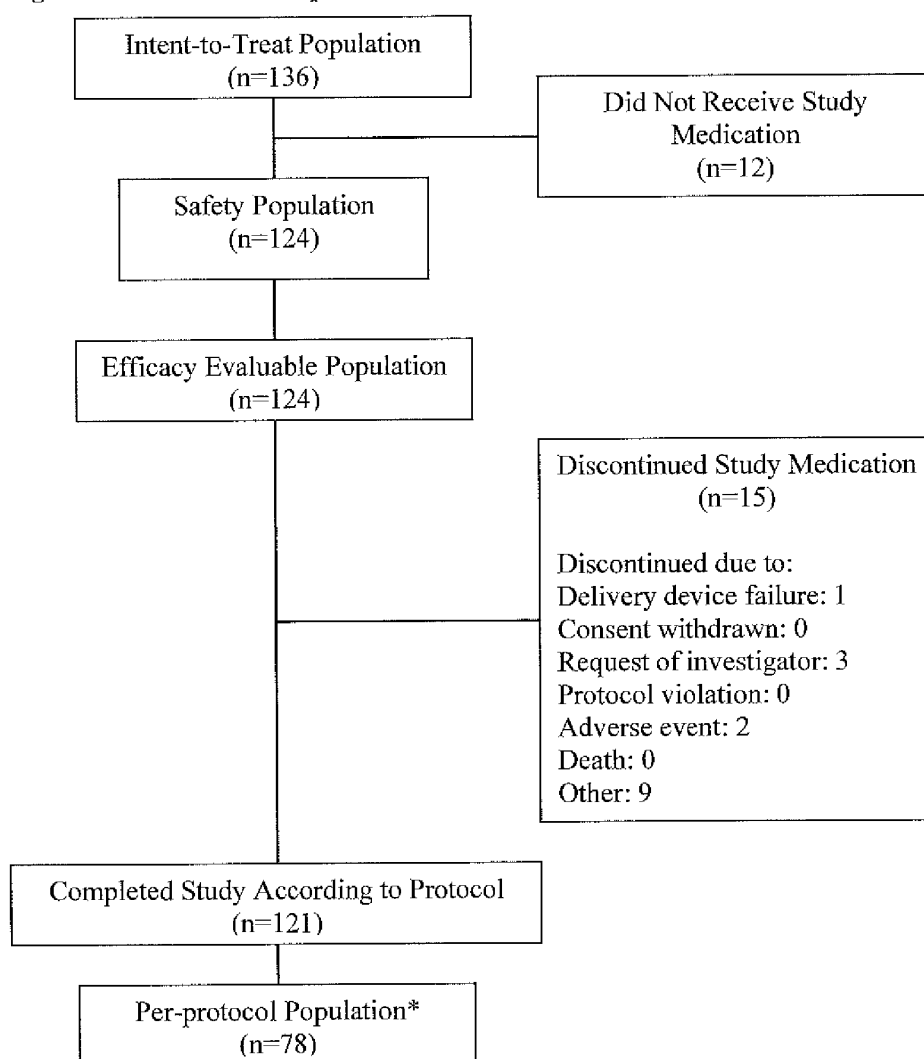 Intent-to-Treat Population
(n=136)
Did Not Receive Study
Medication
(n=12)
Safety Population
(n=124)
Efficacy Evaluable Population
(n=124)
Discontinued Study Medication
(n=15)
Discontinued due to:
Delivery device failure: 1
Consent withdrawn: 0
Request of investigator: 3
Protocol violation: 0
Adverse event: 2
Death: 0
Other: 9
Completed Study According to Protocol
(n=121)
Per-protocol Population*
(n=78)